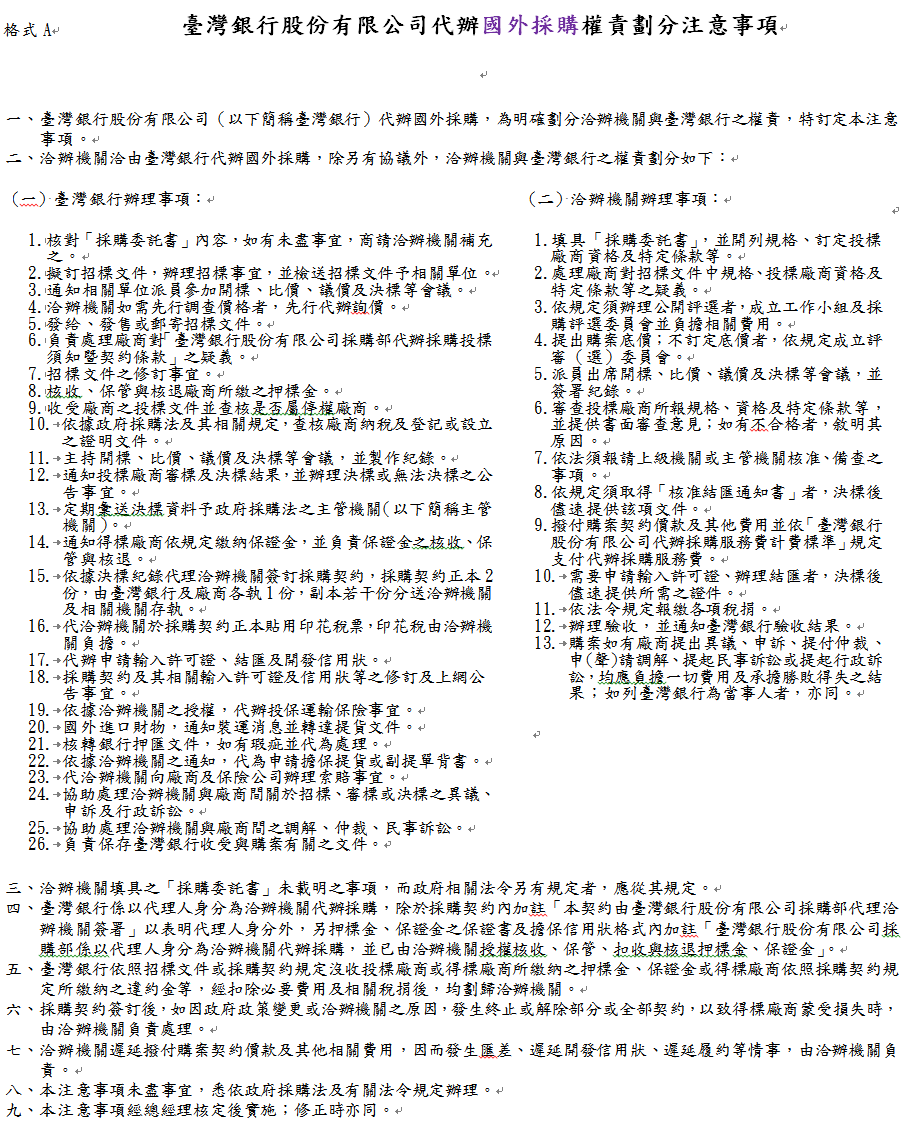 格式 A
臺灣銀行股份有限公司代辦國外採購權責劃分注意事項
一、臺灣銀行股份有限公司（以下簡稱臺灣銀行）代辦國外採購，為明確劃分洽辦機關與臺灣銀行之權責，特訂定本注意
事項。
二、洽辦機關洽由臺灣銀行代辦國外採購，除另有協議外，洽辦機關與臺灣銀行之權責劃分如下：
(一) 臺灣銀行辦理事項：
1. 核對「採購委託書」內容，如有未盡事宜，商請洽辦機關補充
之。
2. 擬訂招標文件，辦理招標事宜，並檢送招標文件予相關單位。
3. 通知相關單位派員參加開標、比價、議價及決標等會議。
4. 洽辦機關如需先行調查價格者，先行代辦詢價。
5. 發給、發售或郵寄招標文件。
6. 負責處理廠商對「臺灣銀行股份有限公司採購部代辦採購投標
須知暨契約條款」之疑義。
7. 招標文件之修訂事宜。
8. 核收、保管與核退廠商所繳之押標金。
9. 收受廠商之投標文件並查核是否屬停權廠商。
10. 依據政府採購法及其相關規定，查核廠商納稅及登記或設立
之證明文件。
11. 主持開標、比價、議價及決標等會議，並製作紀錄。
12. 通知投標廠商審標及決標結果，並辦理決標或無法決標之公
告事宜。
13. 定期彙送決標資料予政府採購法之主管機關(以下簡稱主管
機關)。
14. 通知得標廠商依規定繳納保證金，並負責保證金之核收、保
管與核退。
15. 依據決標紀錄代理洽辦機關簽訂採購契約，採購契約正本 2
份，由臺灣銀行及廠商各執 1 份，副本若干份分送洽辦機關
及相關機關存執。
16. 代洽辦機關於採購契約正本貼用印花稅票，印花稅由洽辦機
關負擔。
17. 代辦申請輸入許可證、結匯及開發信用狀。
18. 採購契約及其相關輸入許可證及信用狀等之修訂及上網公
告事宜。
19. 依據洽辦機關之授權，代辦投保運輸保險事宜。
20. 國外進口財物，通知裝運消息並轉達提貨文件。
21. 核轉銀行押匯文件，如有瑕疵並代為處理。
22. 依據洽辦機關之通知，代為申請擔保提貨或副提單背書。
23. 代洽辦機關向廠商及保險公司辦理索賠事宜。
24. 協助處理洽辦機關與廠商間關於招標、審標或決標之異議、
申訴及行政訴訟。
25. 協助處理洽辦機關與廠商間之調解、仲裁、民事訴訟。
26. 負責保存臺灣銀行收受與購案有關之文件。
(二) 洽辦機關辦理事項：
1. 填具「採購委託書」，並開列規格、訂定投標
廠商資格及特定條款等。
2. 處理廠商對招標文件中規格、投標廠商資格及
特定條款等之疑義。
3. 依規定須辦理公開評選者，成立工作小組及採
購評選委員會並負擔相關費用。
4. 提出購案底價；不訂定底價者，依規定成立評
審（選）委員會。
5. 派員出席開標、比價、議價及決標等會議，並
簽署紀錄。
6. 審查投標廠商所報規格、資格及特定條款等，
並提供書面審查意見；如有不合格者，敘明其
原因。
7. 依法須報請上級機關或主管機關核准、備查之
事項。
8. 依規定須取得「核准結匯通知書」者，決標後
儘速提供該項文件。
9. 撥付購案契約價款及其他費用並依「臺灣銀行
股份有限公司代辦採購服務費計費標準」規定
支付代辦採購服務費。
10. 需要申請輸入許可證、辦理結匯者，決標後
儘速提供所需之證件。
11. 依法令規定報繳各項稅捐。
12. 辦理驗收，並通知臺灣銀行驗收結果。
13. 購案如有廠商提出異議、申訴、提付仲裁、
申(聲)請調解、提起民事訴訟或提起行政訴
訟，均應負擔一切費用及承擔勝敗得失之結
果；如列臺灣銀行為當事人者，亦同。
三、洽辦機關填具之「採購委託書」未載明之事項，而政府相關法令另有規定者，應從其規定。
四、臺灣銀行係以代理人身分為洽辦機關代辦採購，除於採購契約內加註「本契約由臺灣銀行股份有限公司採購部代理洽
辦機關簽署」以表明代理人身分外，另押標金、保證金之保證書及擔保信用狀格式內加註「臺灣銀行股份有限公司採
購部係以代理人身分為洽辦機關代辦採購，並已由洽辦機關授權核收、保管、扣收與核退押標金、保證金」。
五、臺灣銀行依照招標文件或採購契約規定沒收投標廠商或得標廠商所繳納之押標金、保證金或得標廠商依照採購契約規
定所繳納之違約金等，經扣除必要費用及相關稅捐後，均劃歸洽辦機關。
六、採購契約簽訂後，如因政府政策變更或洽辦機關之原因，發生終止或解除部分或全部契約，以致得標廠商蒙受損失時，
由洽辦機關負責處理。
七、洽辦機關遲延撥付購案契約價款及其他相關費用，因而發生匯差、遲延開發信用狀、遲延履約等情事，由洽辦機關負
責。
八、本注意事項未盡事宜，悉依政府採購法及有關法令規定辦理。
九、本注意事項經總經理核定後實施；修正時亦同。